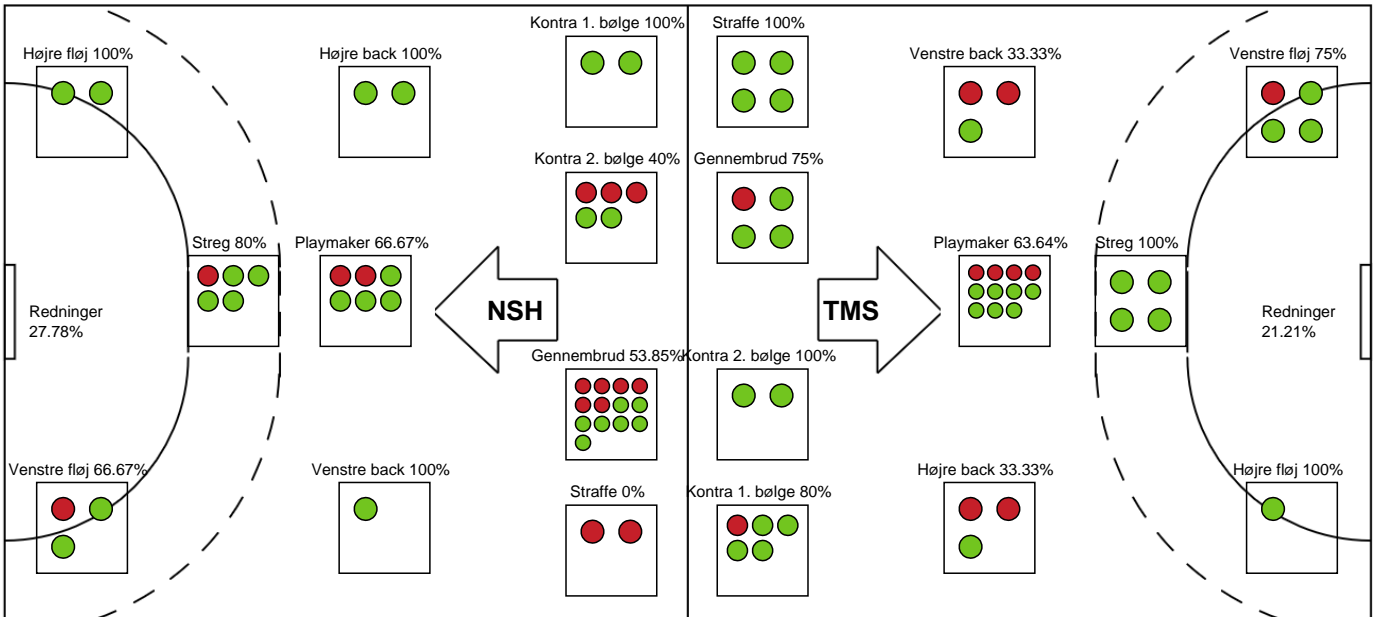 Kontra 1. bølge 100%
Straffe 100%
Højre fløj 100%
Højre back 100%
Venstre back 33.33%
Venstre fløj 75%
Kontra 2. bølge 40%
Gennembrud 75%
Streg 80%
Playmaker 66.67%
Playmaker 63.64%
Streg 100%
Redninger
27.78%
NSH
TMS
Redninger
21.21%
Gennembrud 53.85%
Kontra 2. bølge 100%
Venstre fløj 66.67%
Venstre back 100%
Højre back 33.33%
Højre fløj 100%
Straffe 0%
Kontra 1. bølge 80%